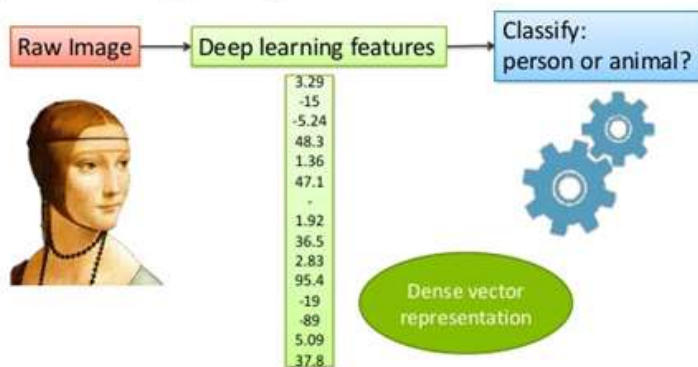 Raw Image
Deep learning features
Classify:
person or animal?
3.29
-15
-5.24
48.3
1.36
47.1
-
1.92
36.5
2.83
95.4
-19
-89
5.09
37.8
Dense vector
representation